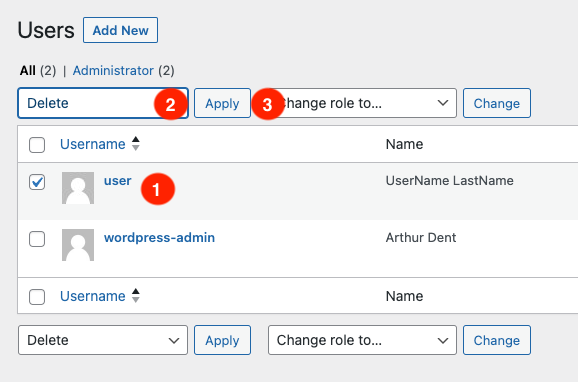 Users Add New
All (2) | Administrator (2)
Delete 2 Apply 3 Change role to... Change
Username Name
user 1 UserName LastName
wordpress-admin Arthur Dent
Username Name
Delete Apply Change role to... Change